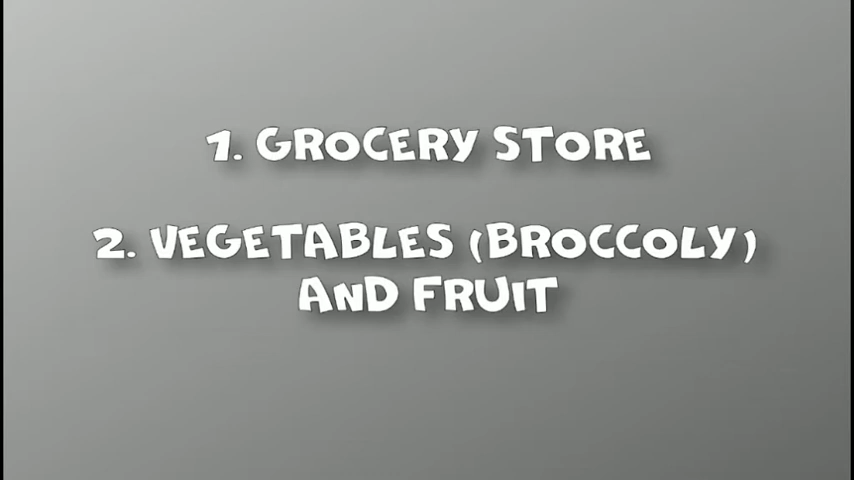 1. GROCERY STORE
2. VEGETABLES (BROCCOLY)
AND FRUIT